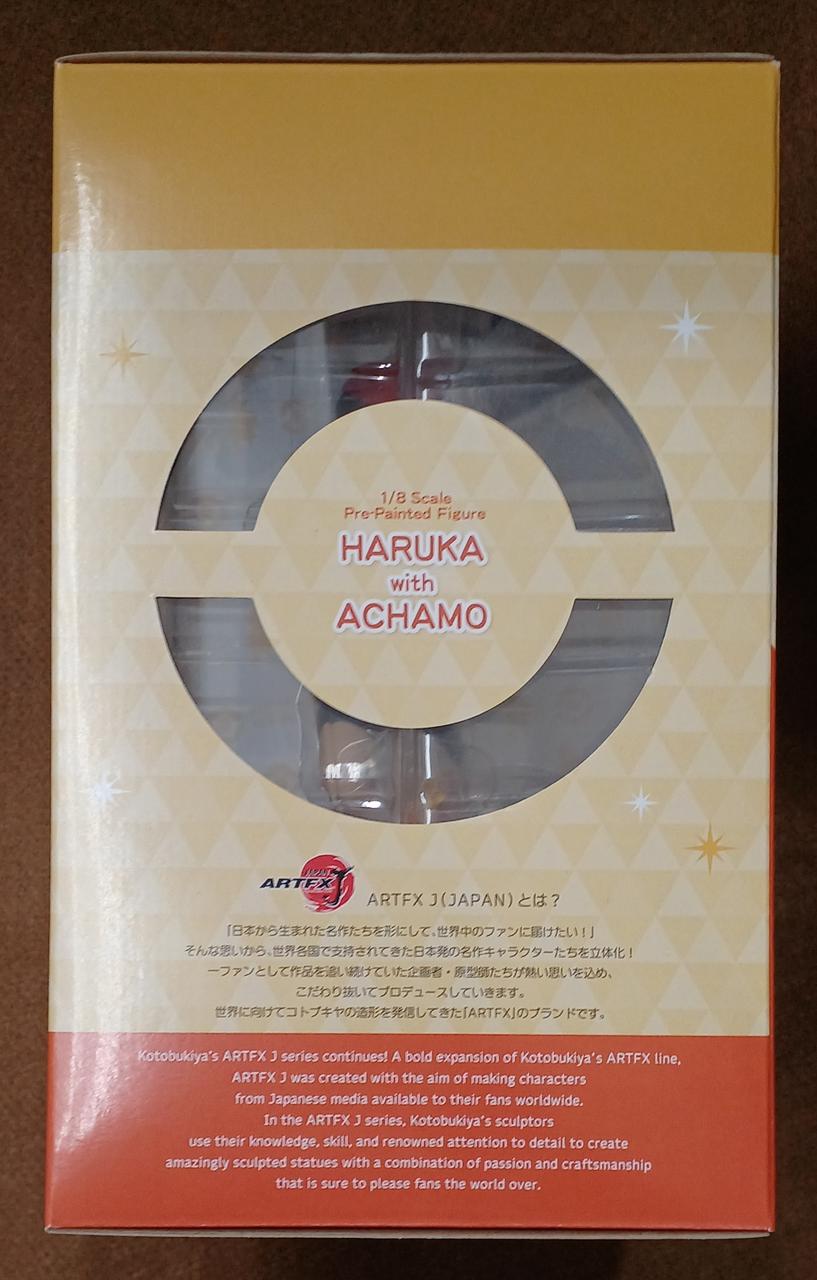 1/8 Scale
Pre-Painted Figure
HARUKA
with
ACHAMO
JAPAN
ARTFX J
ARTFX J(JAPAN)とは？
「日本から生まれた名作たちを形にして、世界中のファンに届けたい！」
そんな思いから、世界各国で支持されてきた日本発の名作キャラクターたちを立体化！
一ファンとして作品を追い続けていた企画者・原型師たちが熱い思いを込め、
こだわり抜いてプロデュースしていきます。
世界に向けてコトブキヤの造形を発信してきた「ARTFX」のブランドです。
Kotobukiya's ARTFX J series continues! A bold expansion of Kotobukiya's ARTFX line,
ARTFX J was created with the aim of making characters
from Japanese media available to their fans worldwide.
In the ARTFX J series, Kotobukiya's sculptors
use their knowledge, skill, and renowned attention to detail to create
amazingly sculpted statues with a combination of passion and craftsmanship
that is sure to please fans the world over.